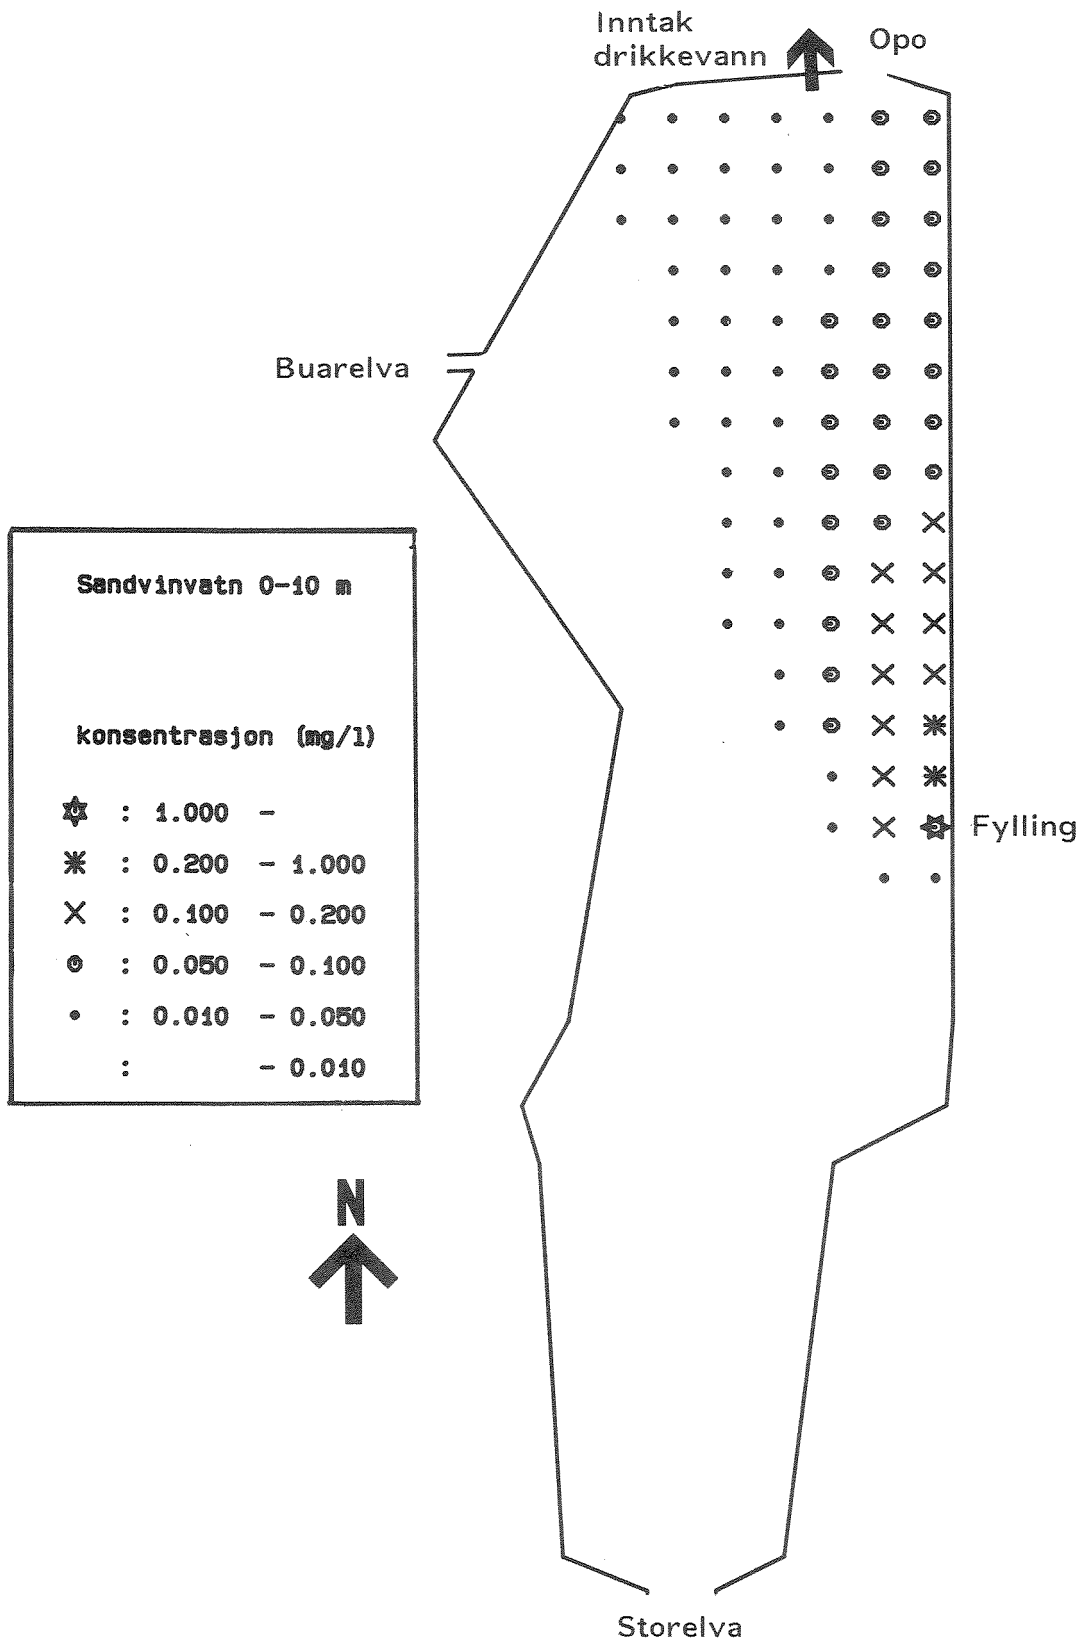 Inntak
drikkevann
Opo
Buarelva
Sandvinvatn 0-10 m
konsentrasjon (mg/l)
: 1.000 -
: 0.200 - 1.000
: 0.100 - 0.200
: 0.050 - 0.100
: 0.010 - 0.050
: - 0.010
Fylling
N
Storelva